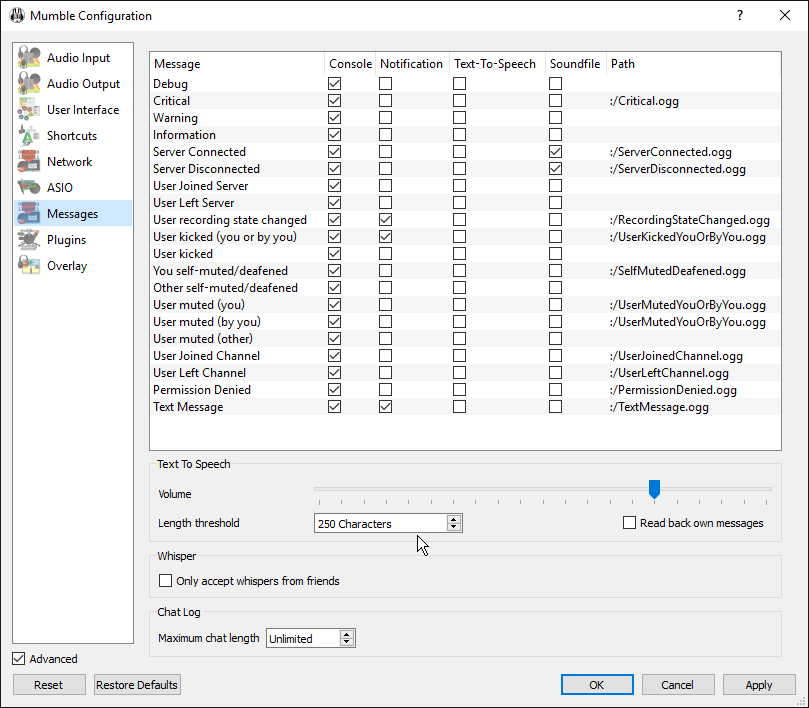 Mumble Configuration
Audio Input
Audio Output
User Interface
Shortcuts
Network
ASIO
Messages
Plugins
Overlay
Message Console Notification Text-To-Speech Soundfile Path
Debug
Critical :/Critical.ogg
Warning
Information
Server Connected :/ServerConnected.ogg
Server Disconnected :/ServerDisconnected.ogg
User Joined Server
User Left Server
User recording state changed :/RecordingStateChanged.ogg
User kicked (you or by you) :/UserKickedYouOrByYou.ogg
User kicked
You self-muted/deafened :/SelfMutedDeafened.ogg
Other self-muted/deafened
User muted (you) :/UserMutedYouOrByYou.ogg
User muted (by you) :/UserMutedYouOrByYou.ogg
User muted (other)
User Joined Channel :/UserJoinedChannel.ogg
User Left Channel :/UserLeftChannel.ogg
Permission Denied :/PermissionDenied.ogg
Text Message :/TextMessage.ogg
Text To Speech
Volume
Length threshold 250 Characters Read back own messages
Whisper
Only accept whispers from friends
Chat Log
Maximum chat length Unlimited
Advanced
Reset Restore Defaults OK Cancel Apply